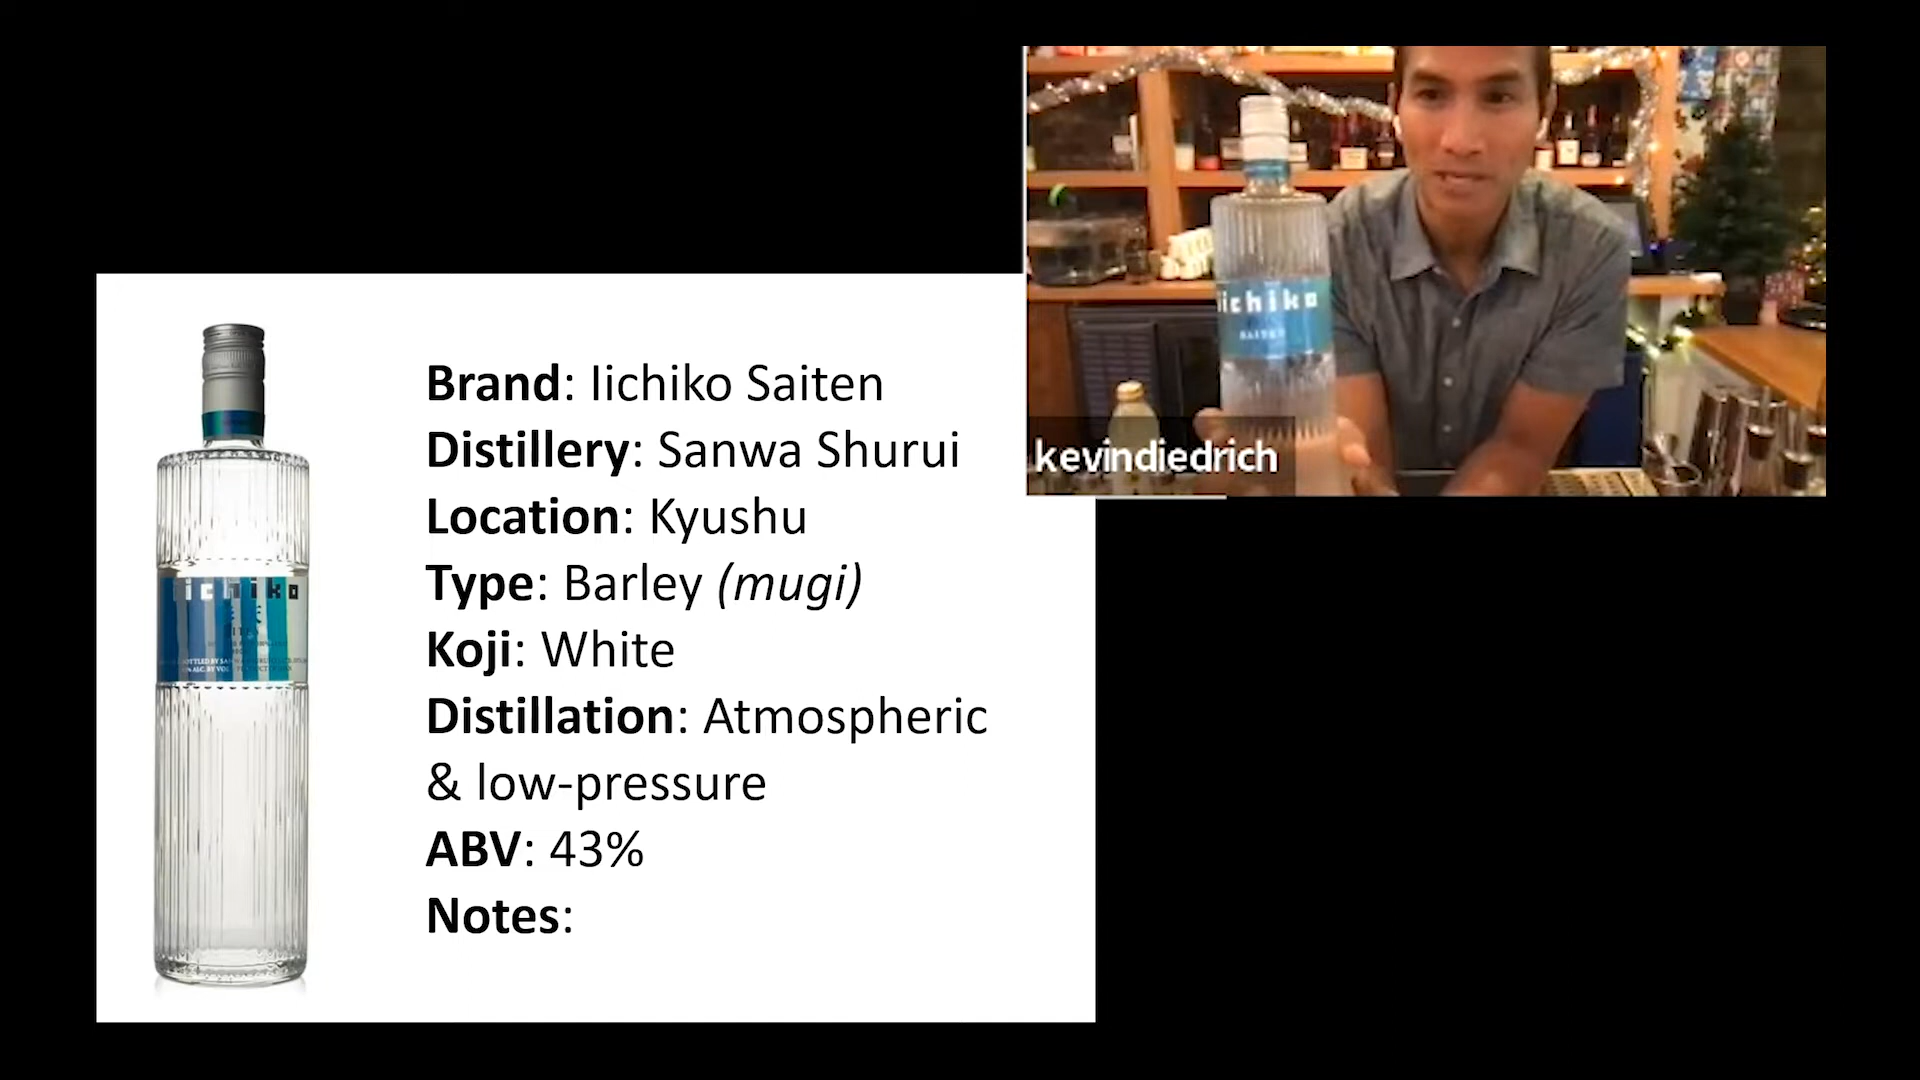 Brand: Iichiko Saiten
Distillery: Sanwa Shurui
Location: Kyushu
Type: Barley (mugi)
Koji: White
Distillation: Atmospheric
& low-pressure
ABV: 43%
Notes:
iichiko
iichiko
SAITEN
kevindiedrich